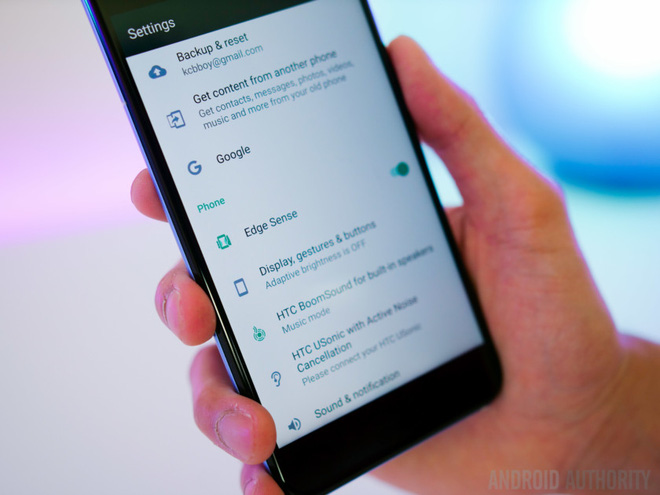 Settings
Backup & reset
kcbboy@gmail.com
Get content from another phone
Get contacts, messages, photos, videos,
music and more from your old phone
Google
Phone
Edge Sense
Display, gestures & buttons
Adaptive brightness is OFF
HTC BoomSound for built-in speakers
Music mode
HTC USonic with Active Noise
Cancellation
Please connect your HTC USonic
Sound & notification
ANDROID AUTHORITY